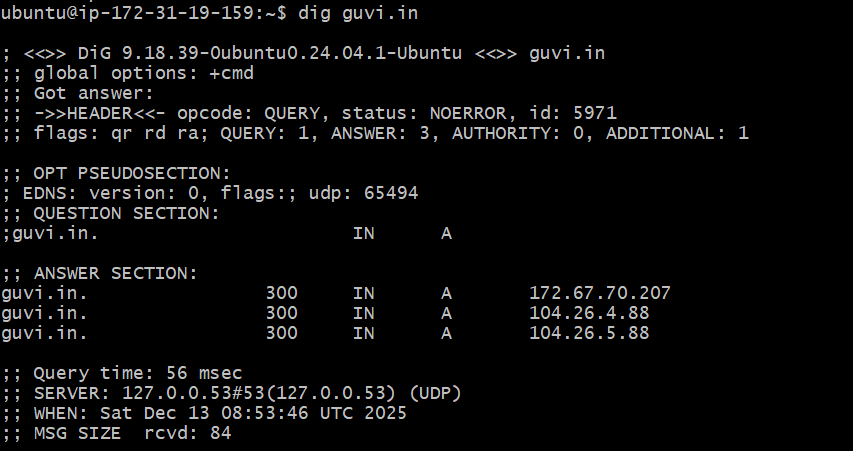 ubuntu@ip-172-31-19-159:~$ dig guvi.in
; <<>> DiG 9.18.39-0ubuntu0.24.04.1-Ubuntu <<>> guvi.in
;; global options: +cmd
;; Got answer:
;; ->>HEADER<<- opcode: QUERY, status: NOERROR, id: 5971
;; flags: qr rd ra; QUERY: 1, ANSWER: 3, AUTHORITY: 0, ADDITIONAL: 1
;; OPT PSEUDOSECTION:
; EDNS: version: 0, flags:; udp: 65494
;; QUESTION SECTION:
;guvi.in. IN A
;; ANSWER SECTION:
guvi.in. 300 IN A 172.67.70.207
guvi.in. 300 IN A 104.26.4.88
guvi.in. 300 IN A 104.26.5.88
;; Query time: 56 msec
;; SERVER: 127.0.0.53#53(127.0.0.53) (UDP)
;; WHEN: Sat Dec 13 08:53:46 UTC 2025
;; MSG SIZE  rcvd: 84